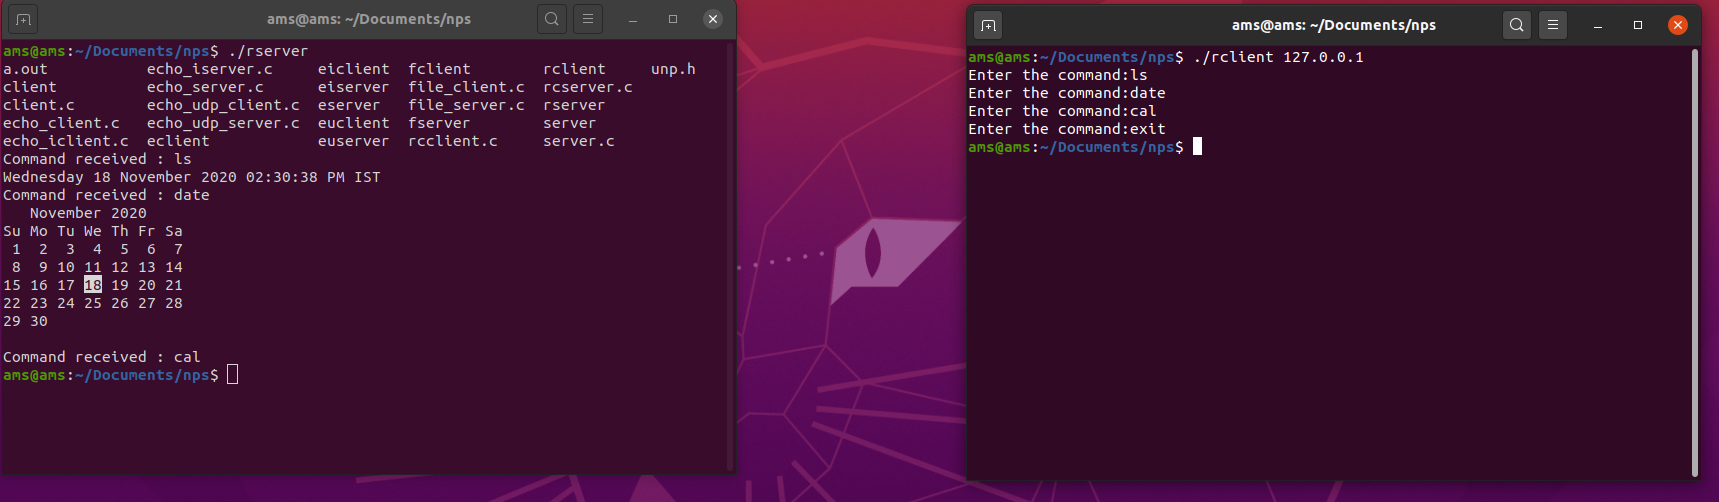 ams@ams: ~/Documents/nps
ams@ams:~/Documents/nps$ ./rserver
a.out           echo_iserver.c     eiclient  fclient        rclient     unp.h
client          echo_server.c      eiserver  file_client.c  rcserver.c
client.c        echo_udp_client.c  eserver   file_server.c  rserver
echo_client.c   echo_udp_server.c  euclient  fserver        server
echo_iclient.c  eclient            euserver  rcclient.c     server.c
Command received : ls
Wednesday 18 November 2020 02:30:38 PM IST
Command received : date
   November 2020
Su Mo Tu We Th Fr Sa
 1  2  3  4  5  6  7
 8  9 10 11 12 13 14
15 16 17 18 19 20 21
22 23 24 25 26 27 28
29 30
Command received : cal
ams@ams:~/Documents/nps$
ams@ams: ~/Documents/nps
ams@ams:~/Documents/nps$ ./rclient 127.0.0.1
Enter the command:ls
Enter the command:date
Enter the command:cal
Enter the command:exit
ams@ams:~/Documents/nps$